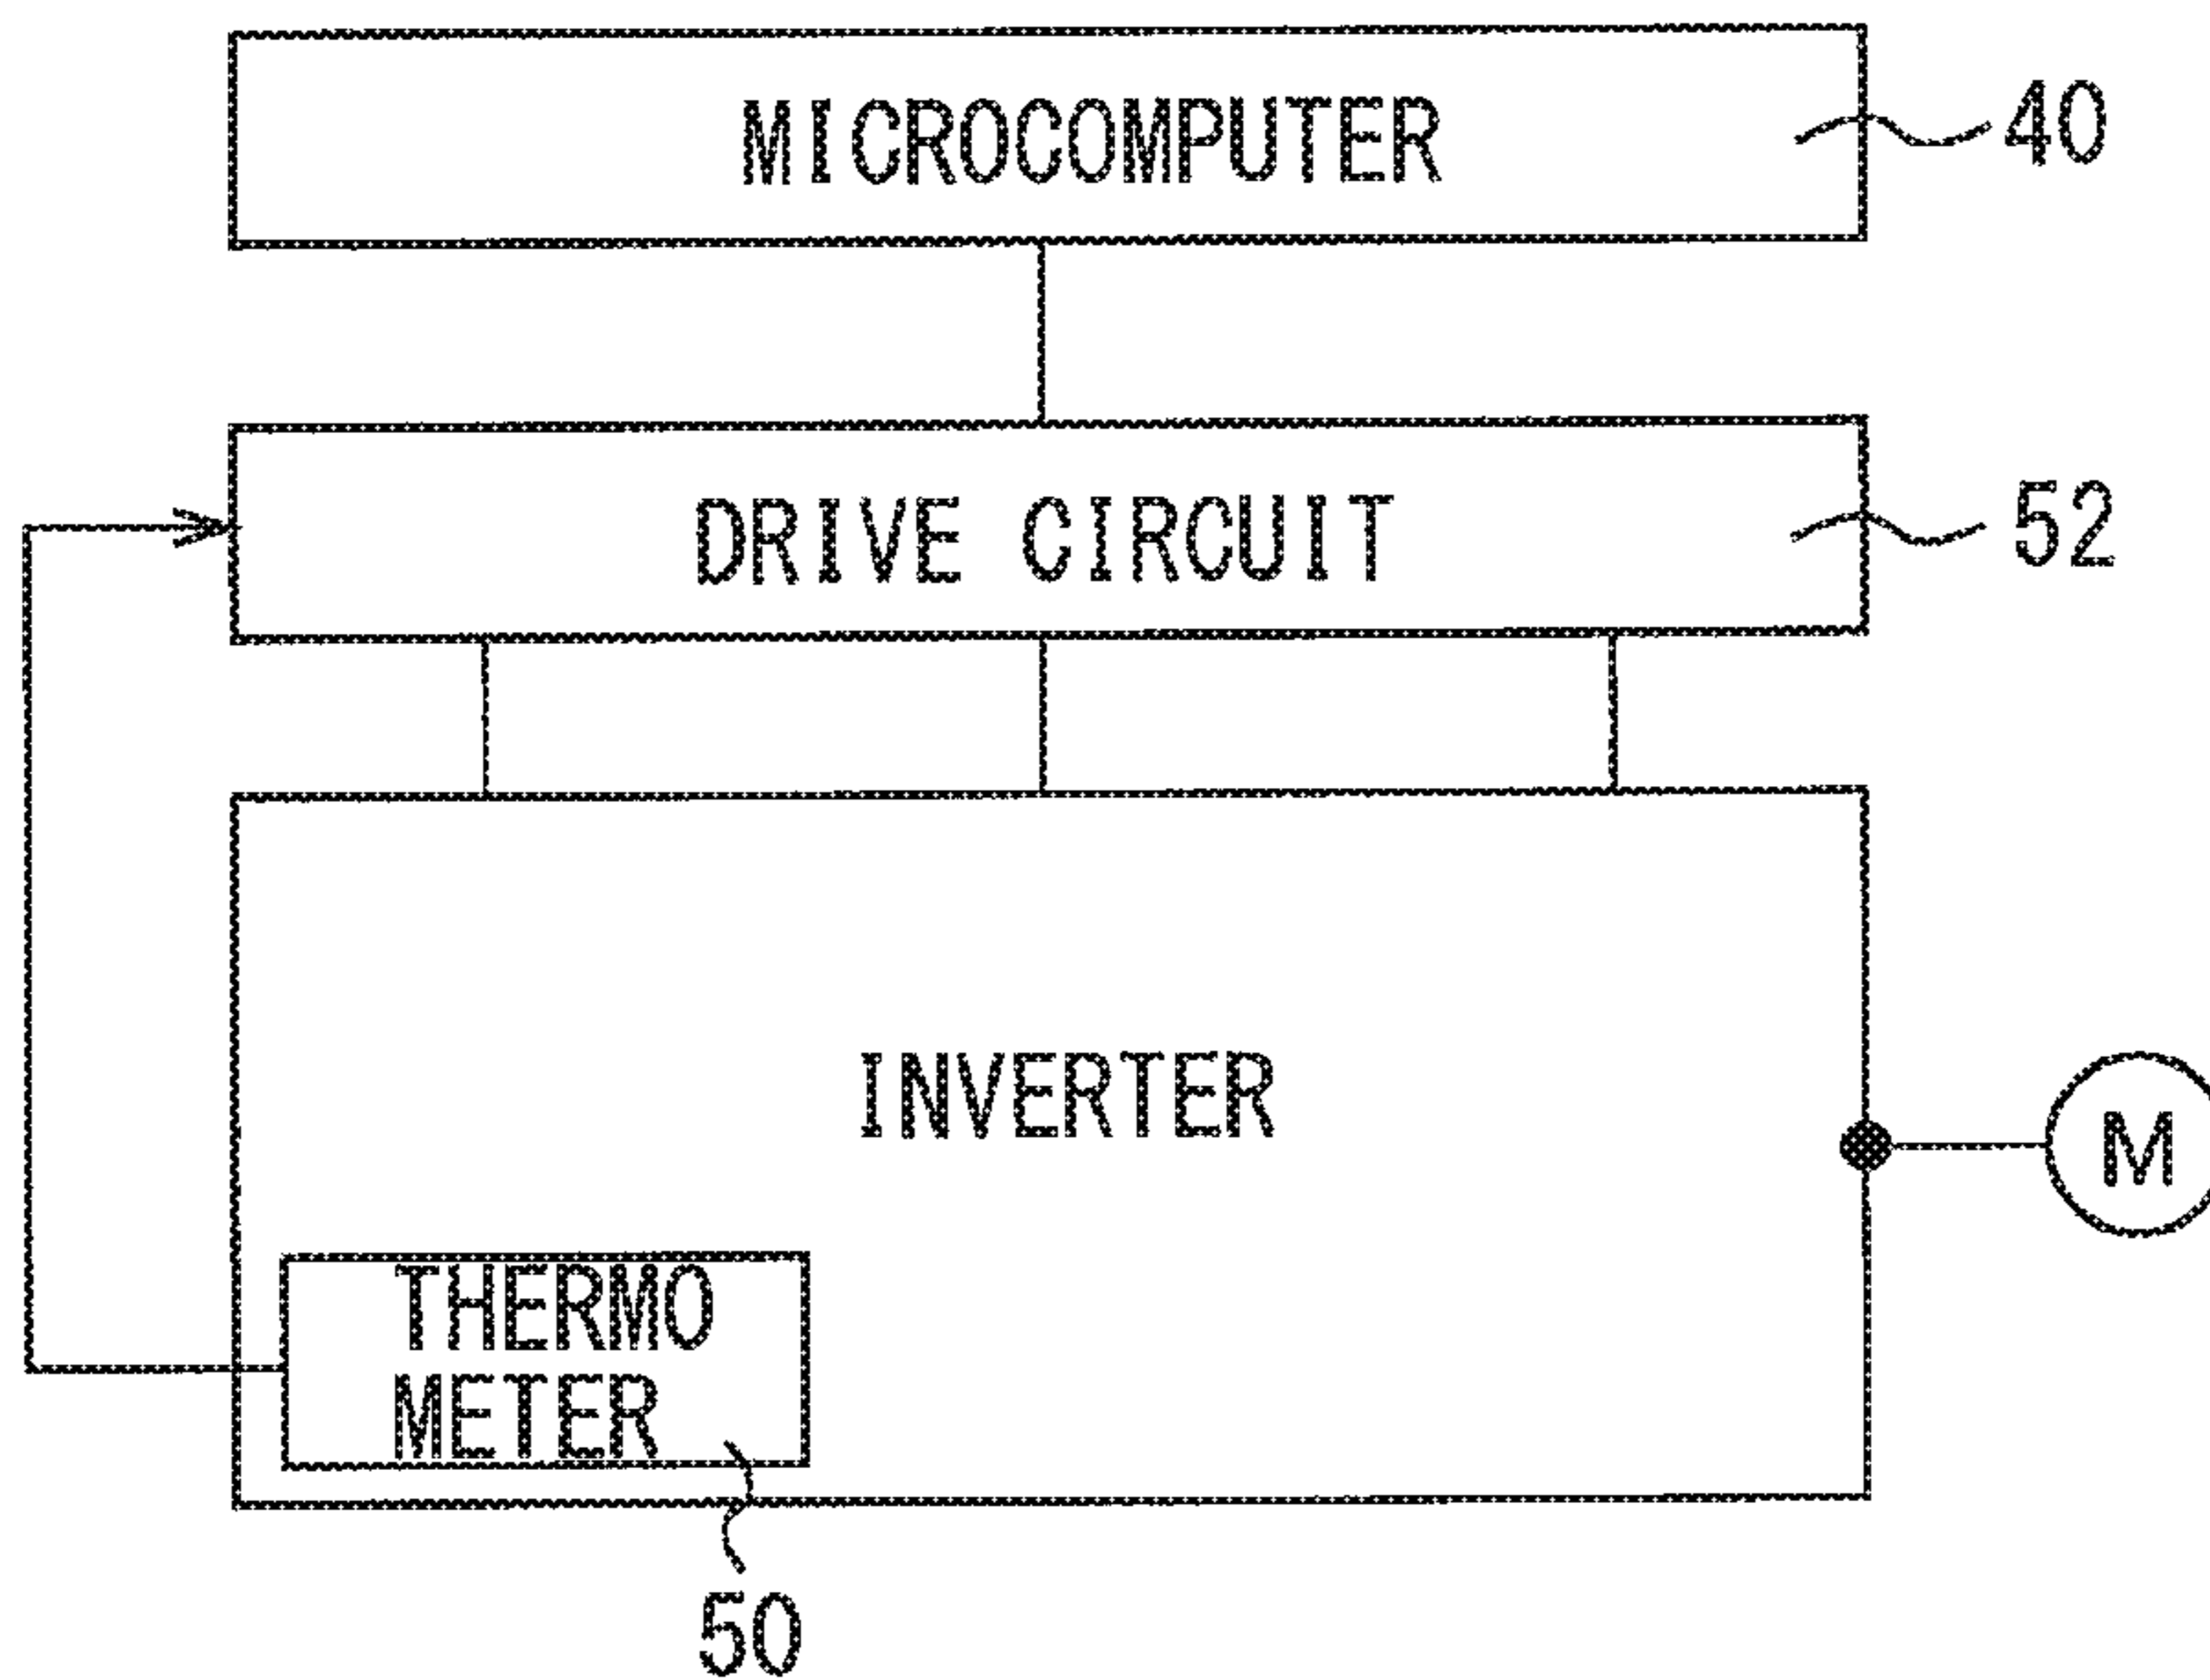 MICROCOMPUTER
40
DRIVE CIRCUIT
52
INVERTER
M
THERMO
METER
50